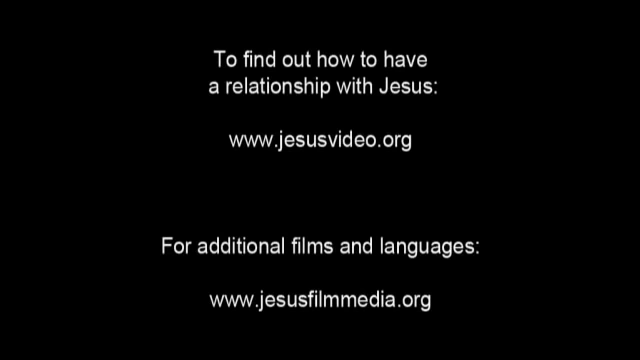 To find out how to have
a relationship with Jesus:
www.jesusvideo.org
For additional films and languages:
www.jesusfilmmedia.org